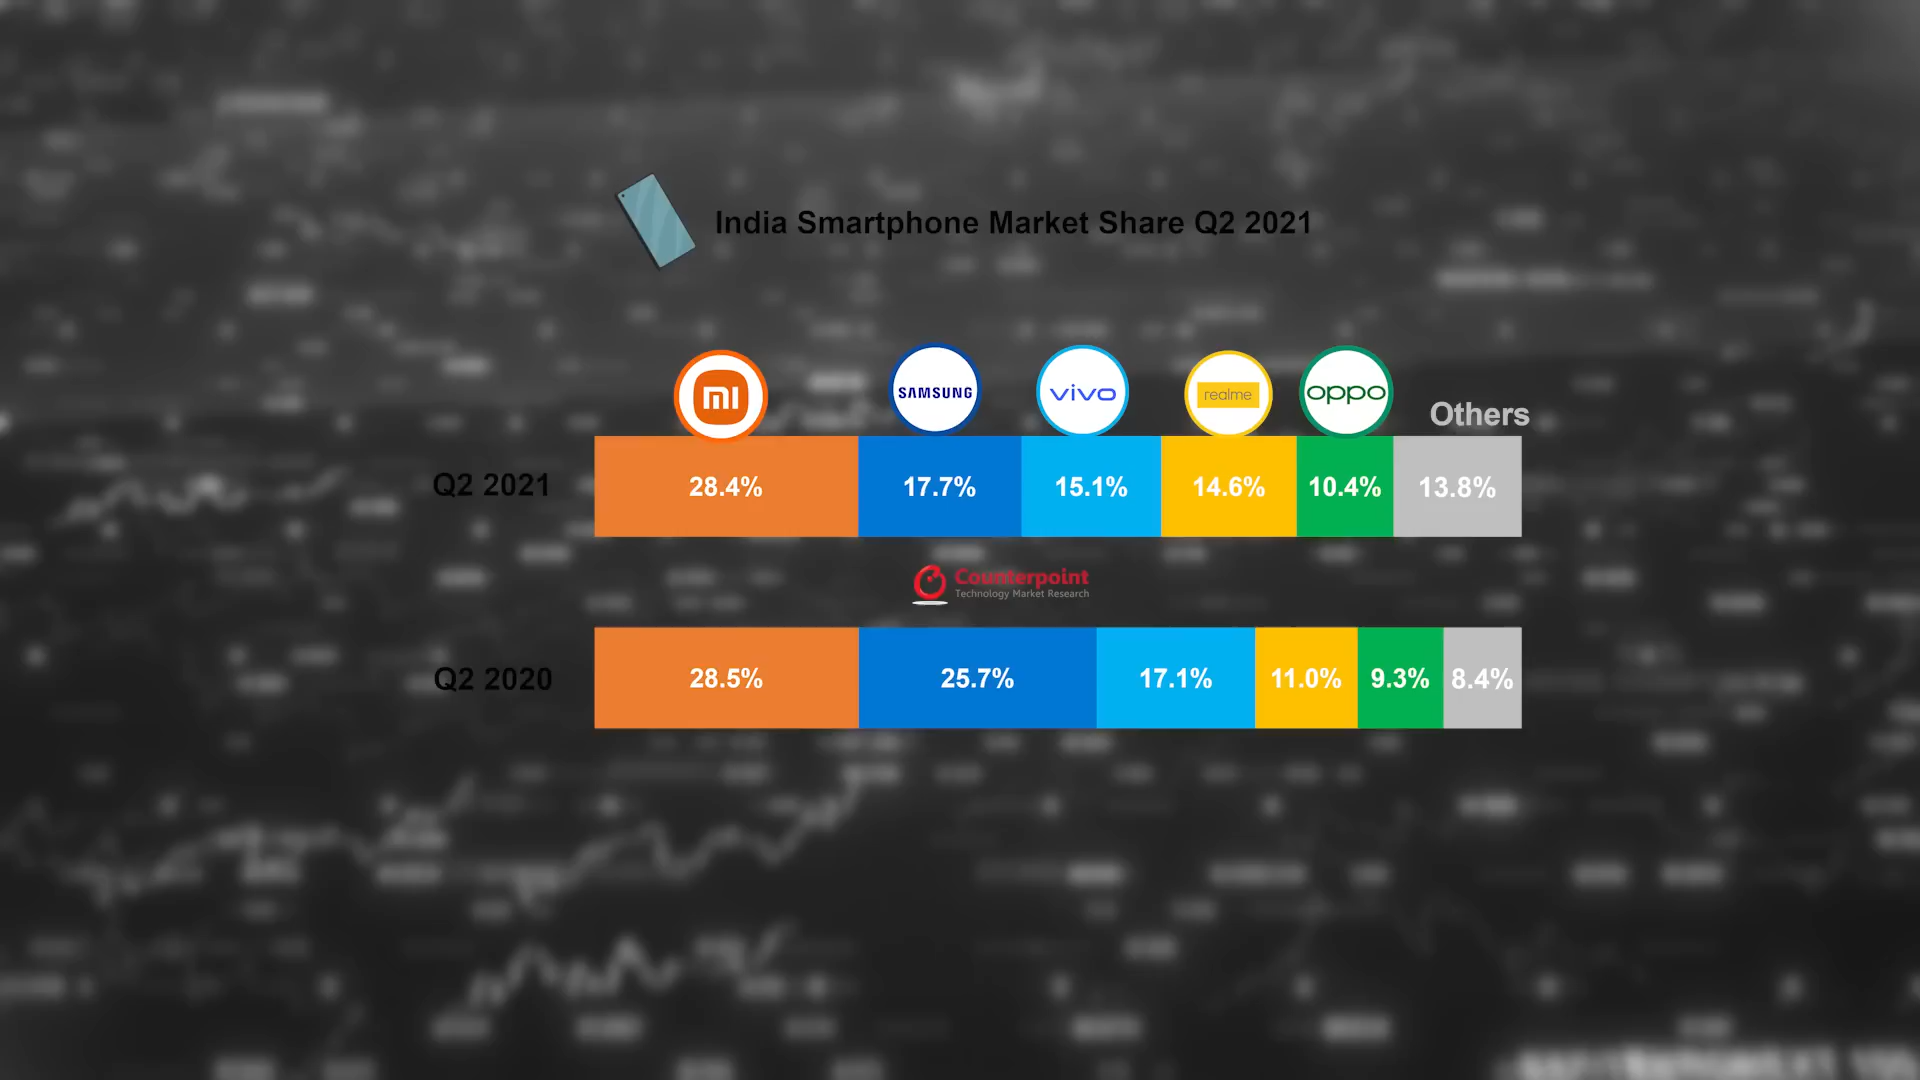 India Smartphone Market Share Q2 2021
mi
SAMSUNG
vivo
realme
oppo
Others
Q2 2021
28.4%
17.7%
15.1%
14.6%
10.4%
13.8%
Counterpoint
Technology Market Research
Q2 2020
28.5%
25.7%
17.1%
11.0%
9.3%
8.4%